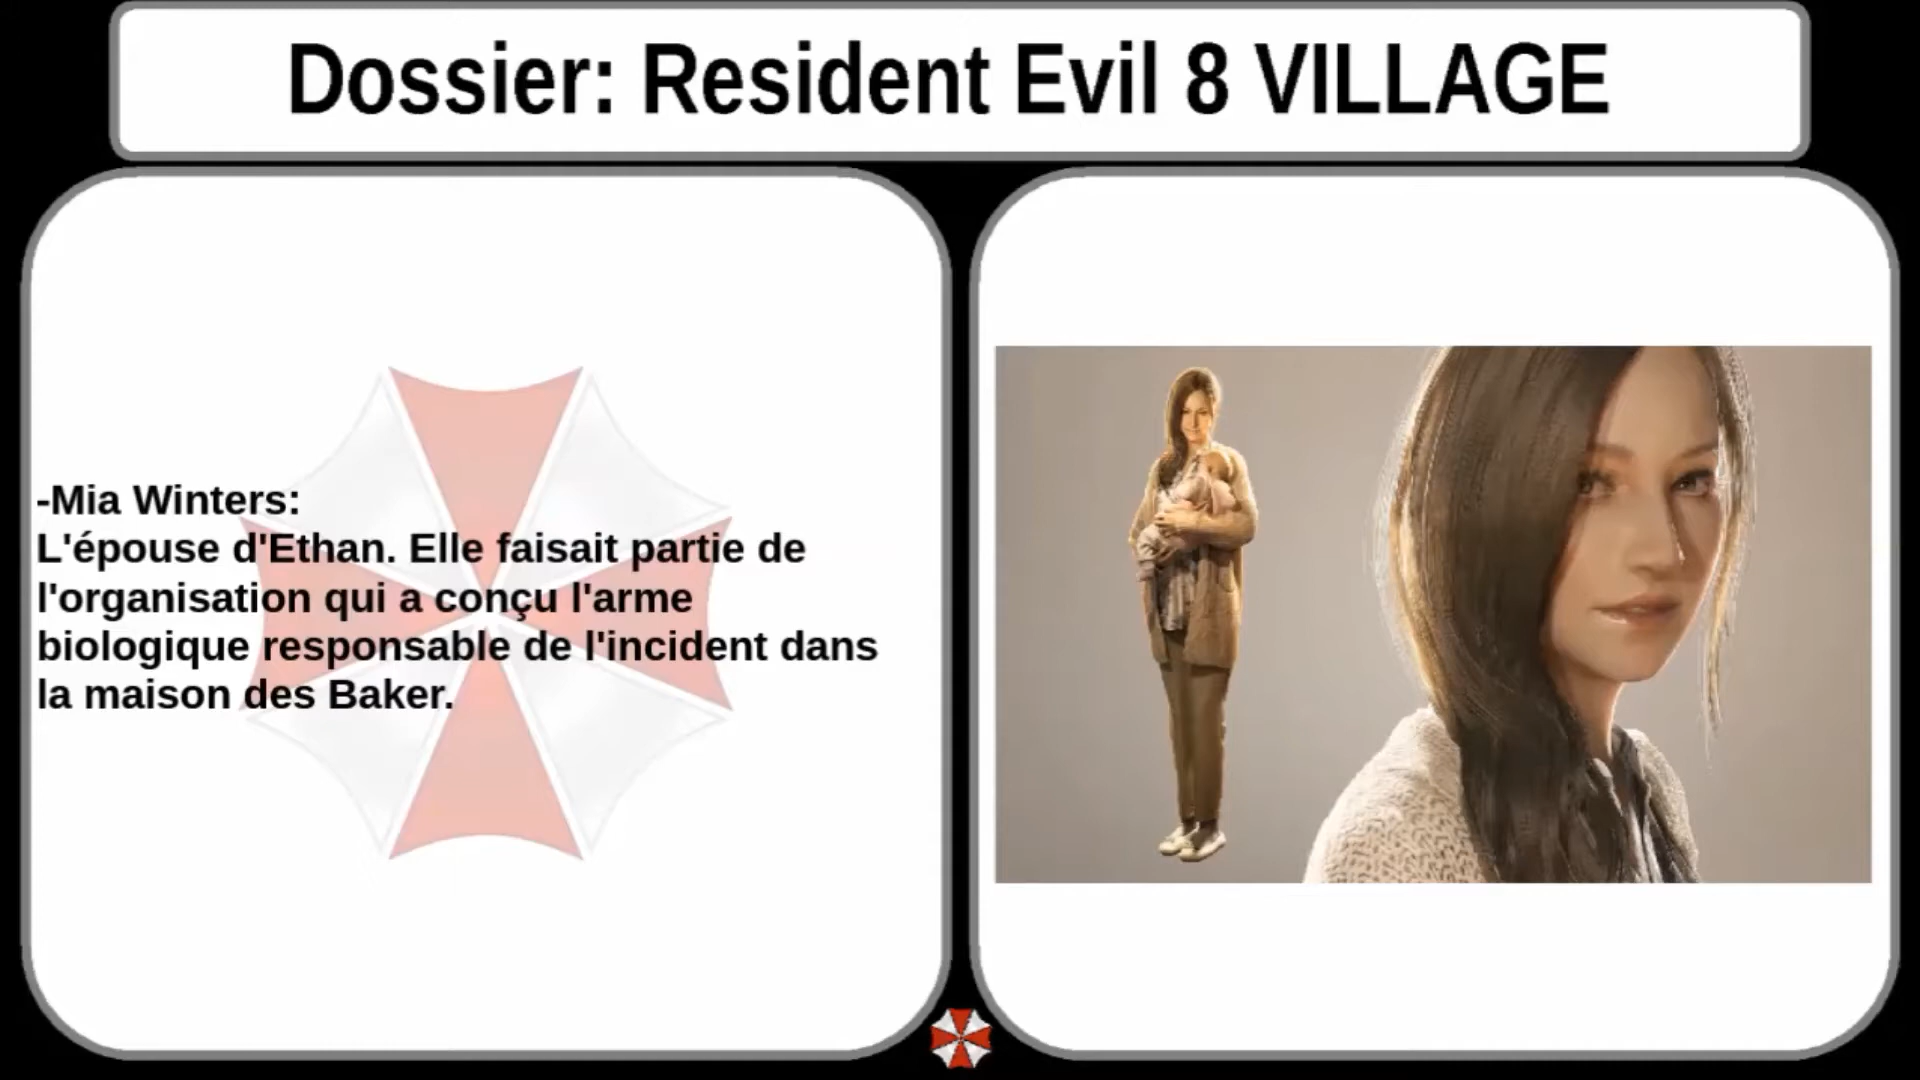 Dossier: Resident Evil 8 VILLAGE
-Mia Winters:
L'épouse d'Ethan. Elle faisait partie de
l'organisation qui a conçu l'arme
biologique responsable de l'incident dans
la maison des Baker.